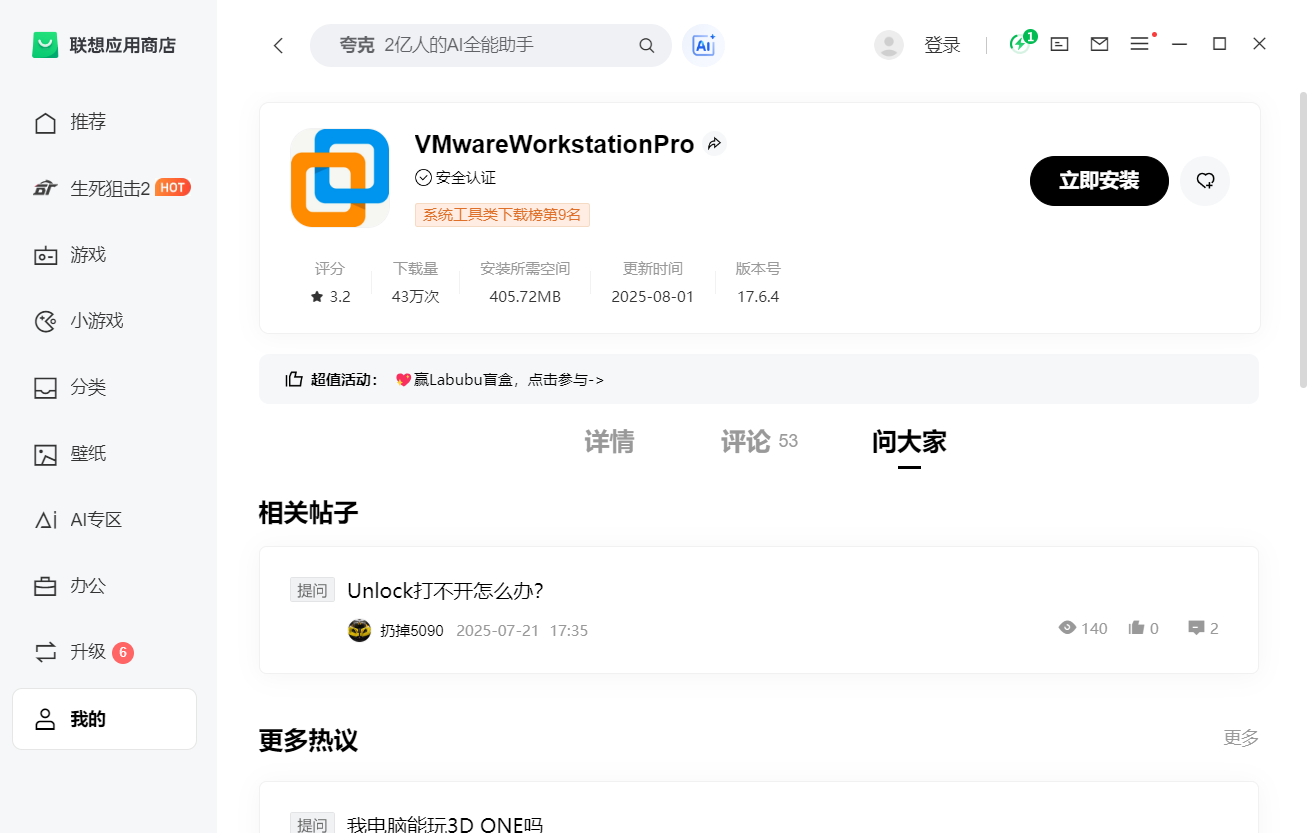 联想应用商店
夸克 2亿人的AI全能助手
Ai
登录
1
推荐
生死狙击2 HOT
游戏
小游戏
分类
壁纸
AI专区
办公
升级 6
我的
VMwareWorkstationPro
安全认证
系统工具类下载榜第9名
立即安装
评分 下载量 安装所需空间 更新时间 版本号
3.2 43万次 405.72MB 2025-08-01 17.6.4
超值活动： 💖赢Labubu盲盒，点击参与->
详情 评论 53 问大家
相关帖子
提问 Unlock打不开怎么办？
扔掉5090 2025-07-21 17:35 140 0 2
更多热议 更多
提问 我电脑能玩3D ONE吗